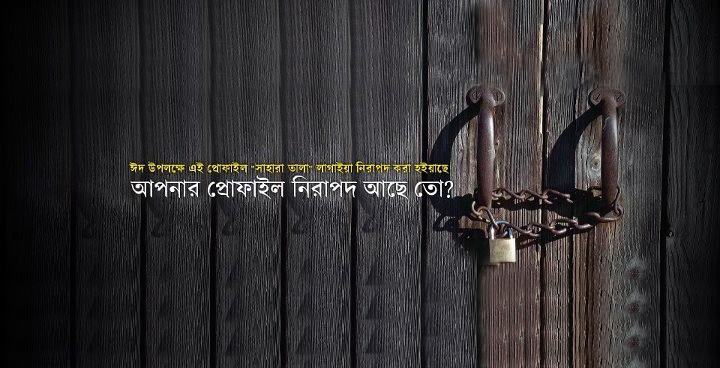 ঈদ উপলক্ষে এই প্রোফাইল "সাহারা তালা" লাগাইয়া নিরাপদ করা হইয়াছে
আপনার প্রোফাইল নিরাপদ আছে তো?